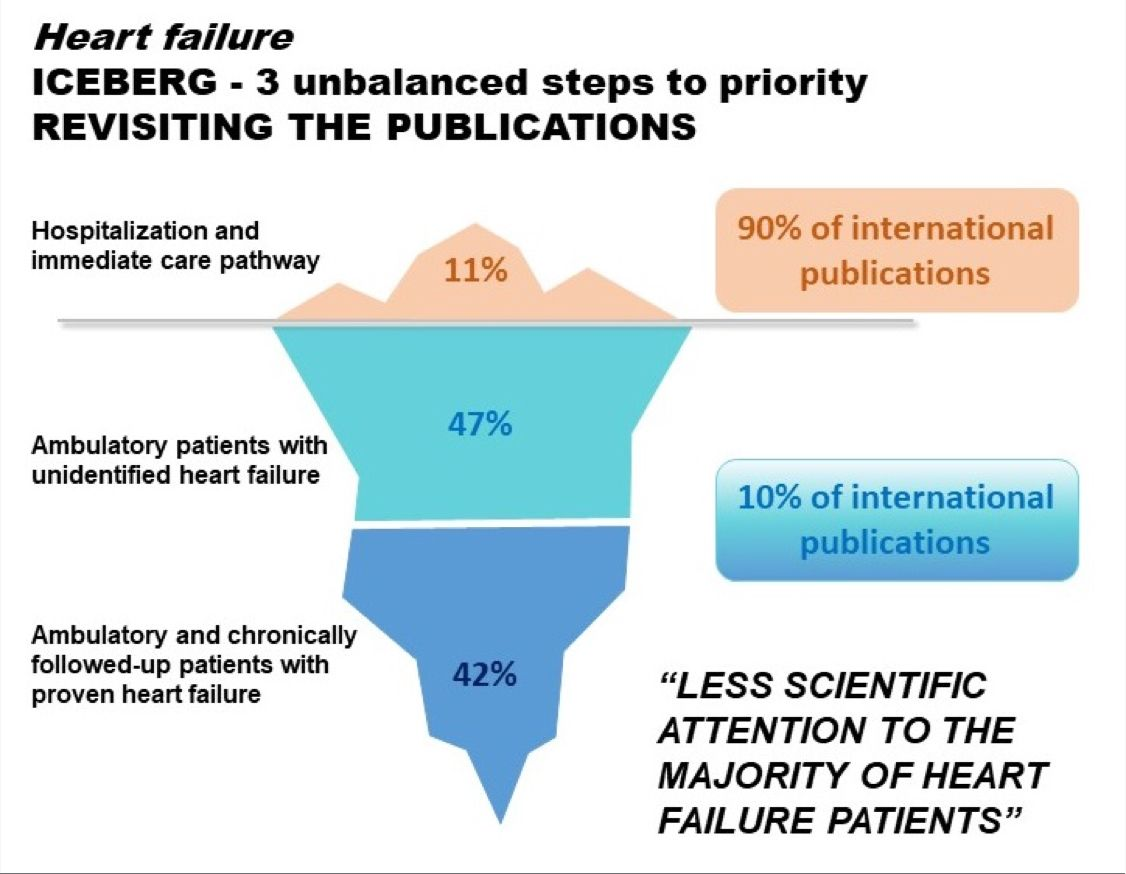 Heart failure
ICEBERG - 3 unbalanced steps to priority
REVISITING THE PUBLICATIONS
Hospitalization and
immediate care pathway
11%
90% of international
publications
Ambulatory patients with
unidentified heart failure
47%
10% of international
publications
Ambulatory and chronically
followed-up patients with
proven heart failure
42%
“LESS SCIENTIFIC
ATTENTION TO THE
MAJORITY OF HEART
FAILURE PATIENTS”